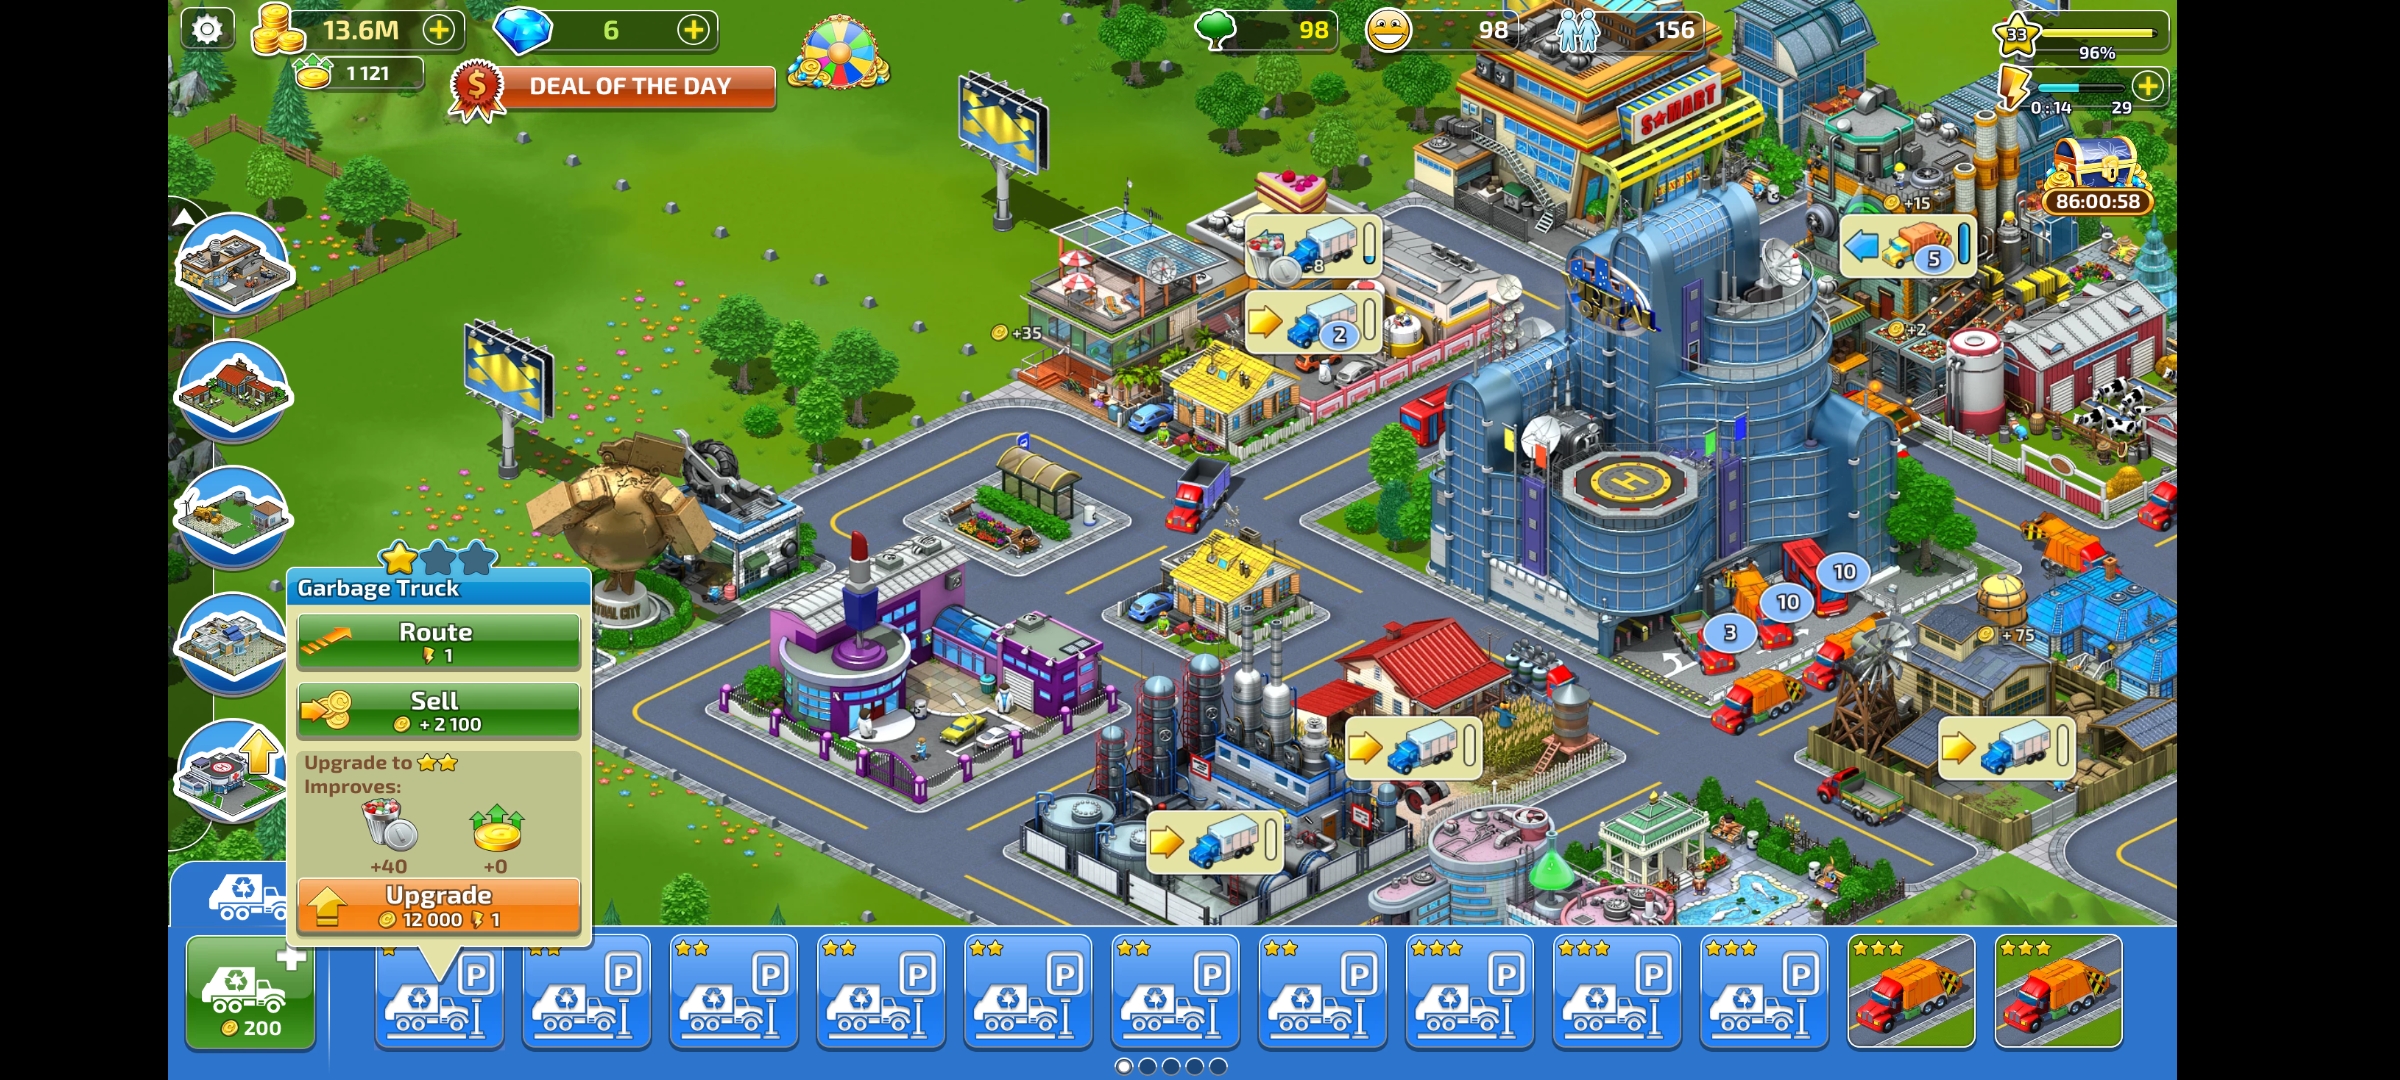 13.6M
6
98
98
156
33
96%
1 121
DEAL OF THE DAY
0:14
29
S★MART
86:00:58
+15
5
-8
2
+35
+2
H
10
10
3
+75
Garbage Truck
Route
1
Sell
+ 2 100
Upgrade to
Improves:
+40
+0
Upgrade
12 000 1
200
P
P
P
P
P
P
P
P
P
P